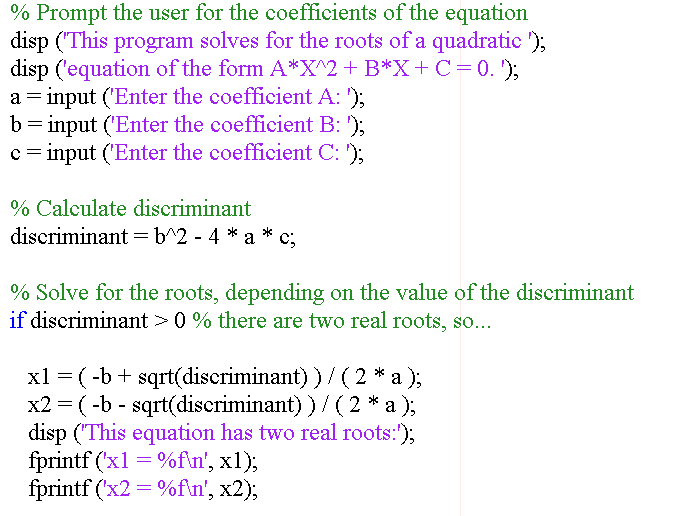 % Prompt the user for the coefficients of the equation
disp ('This program solves for the roots of a quadratic ');
disp ('equation of the form A*X^2 + B*X + C = 0. ');
a = input ('Enter the coefficient A: ');
b = input ('Enter the coefficient B: ');
c = input ('Enter the coefficient C: ');
% Calculate discriminant
discriminant = b^2 - 4 * a * c;
% Solve for the roots, depending on the value of the discriminant
if discriminant > 0 % there are two real roots, so...
x1 = ( -b + sqrt(discriminant) ) / ( 2 * a );
x2 = ( -b - sqrt(discriminant) ) / ( 2 * a );
disp ('This equation has two real roots:');
fprintf ('x1 = %f\n', x1);
fprintf ('x2 = %f\n', x2);